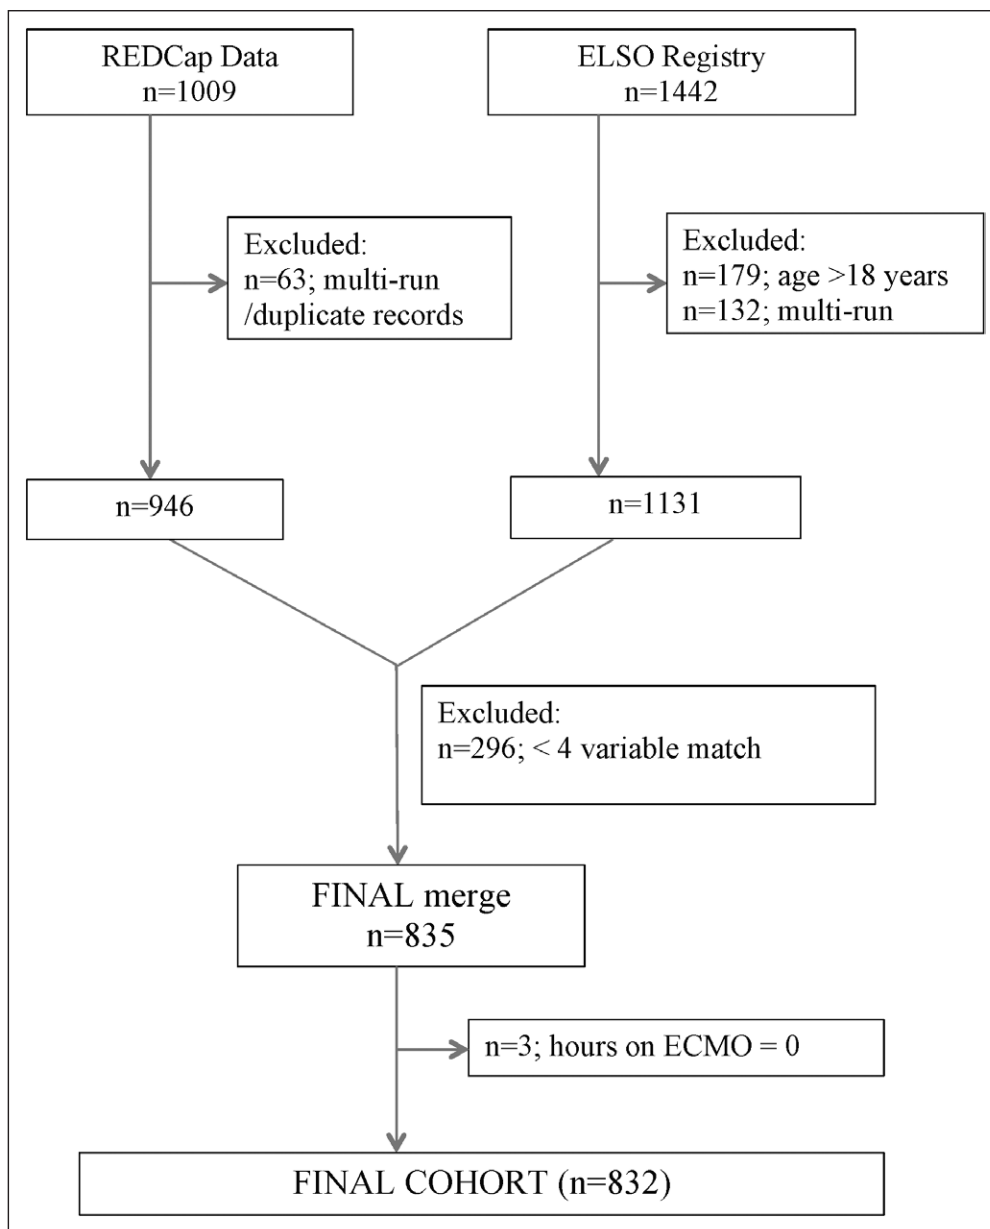 REDCap Data
n=1009
ELSO Registry
n=1442
Excluded:
n=63; multi-run
/duplicate records
Excluded:
n=179; age >18 years
n=132; multi-run
n=946
n=1131
Excluded:
n=296; < 4 variable match
FINAL merge
n=835
n=3; hours on ECMO = 0
FINAL COHORT (n=832)